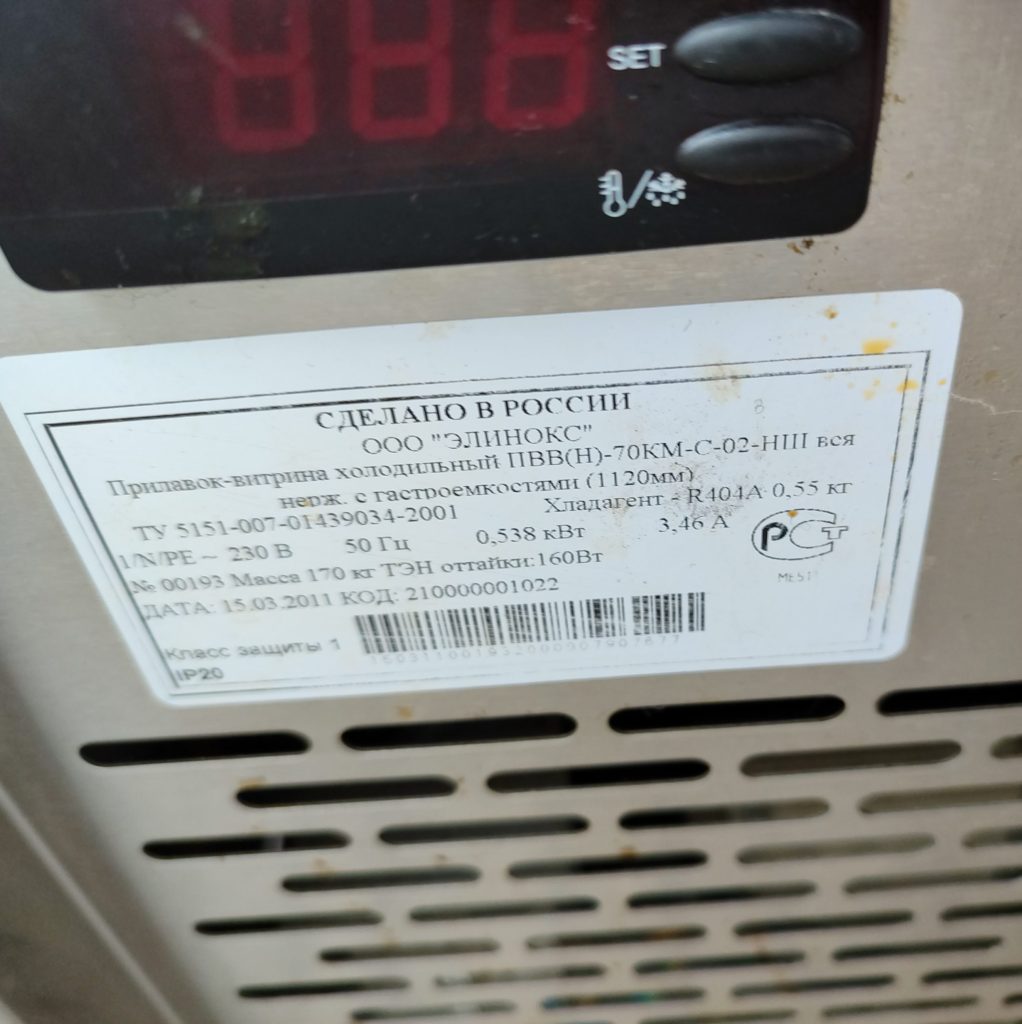 SET
СДЕЛАНО В РОССИИ
ООО "ЭЛИНОКС"
Прилавок-витрина холодильный ПВВ(Н)-70КМ-С-02-НШ вся
нерж. с гастроемкостями (1120мм)
ТУ 5151-007-01439034-2001 Хладагент - R404A 0,55 кг
1/N/PE ~ 230 В 50 Гц 0,538 кВт 3,46 А
№ 00193 Масса 170 кг ТЭН оттайки:160Вт
ДАТА: 15.03.2011 КОД: 210000001022
Класс защиты 1
IP20